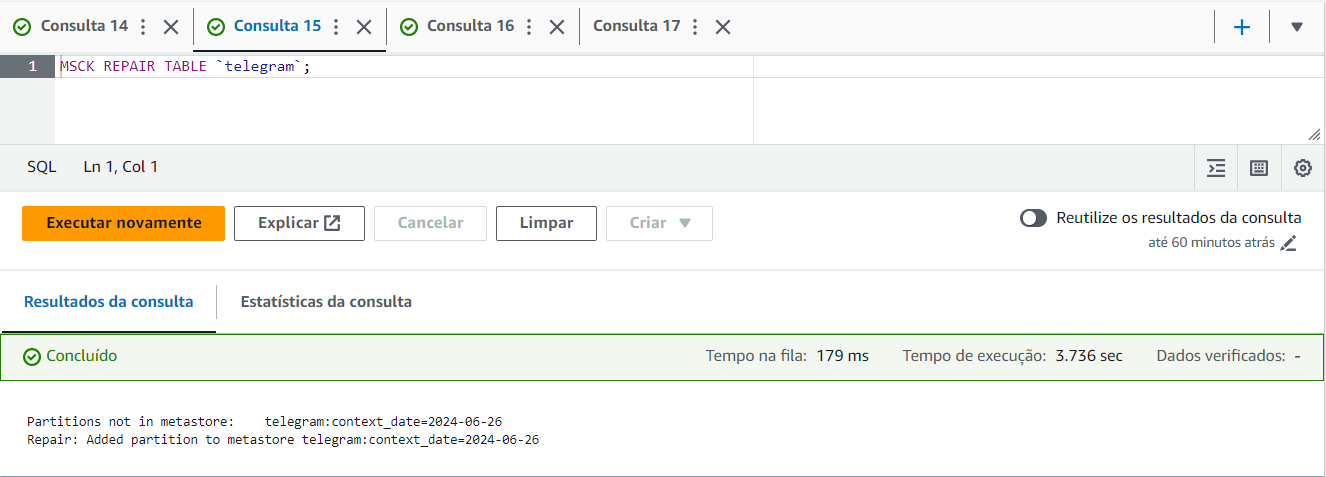 Consulta 14 Consulta 15 Consulta 16 Consulta 17
1 MSCK REPAIR TABLE `telegram`;
SQL Ln 1, Col 1
Executar novamente Explicar Cancelar Limpar Criar Reutilize os resultados da consulta
até 60 minutos atrás
Resultados da consulta Estatísticas da consulta
Concluído Tempo na fila: 179 ms Tempo de execução: 3.736 sec Dados verificados: -
Partitions not in metastore: telegram:context_date=2024-06-26
Repair: Added partition to metastore telegram:context_date=2024-06-26